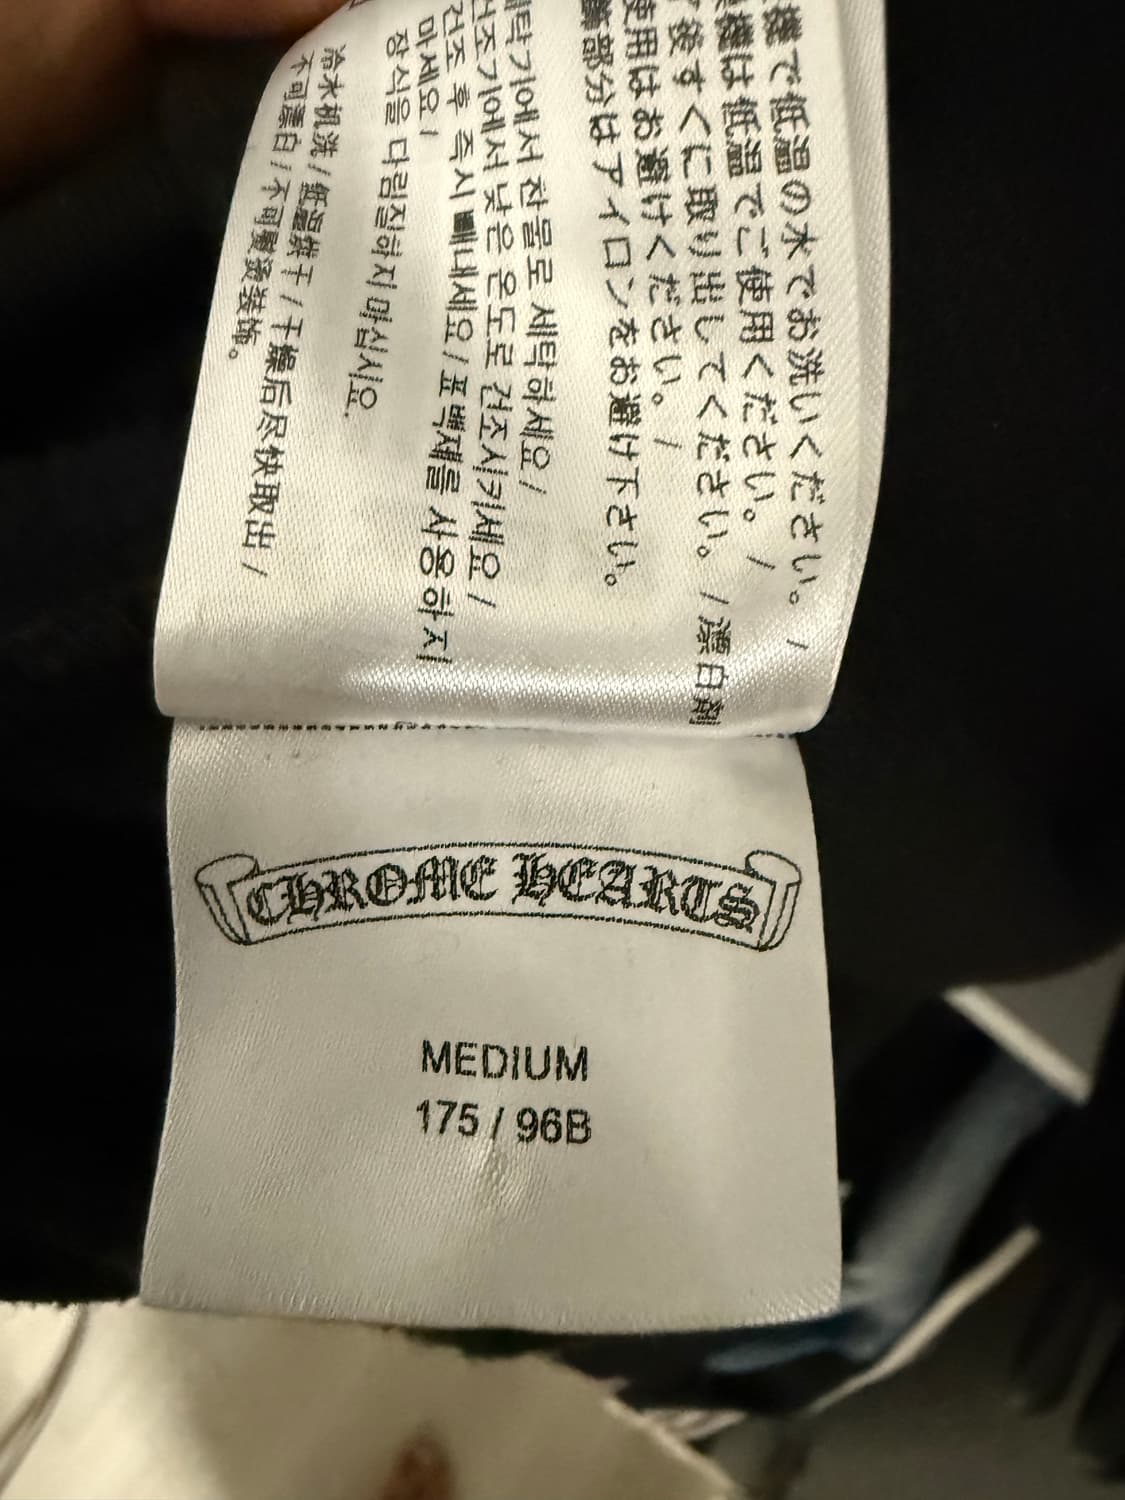 機で低温の水でお洗いください。 /
機は低温でご使用ください。 /
後すぐに取り出してください。 / 漂白剤
使用はお避けください。 /
部分はアイロンをお避け下さい。
탁기에서 찬물로 세탁하세요 /
조기에서 낮은 온도로 건조시키세요 /
건조 후 즉시 빼내세요 / 표백제를 사용하지
마세요 /
장식을 다림질하지 마십시오.
冷水机洗 / 低温烘干 / 干燥后尽快取出 /
不可漂白 / 不可熨烫装饰。
CHROME HEARTS
MEDIUM
175 / 96B